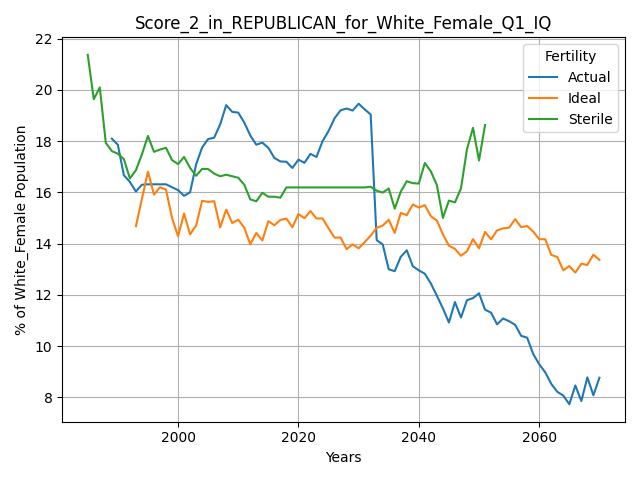 Score_2_in_REPUBLICAN_for_White_Female_Q1_IQ
Fertility
Actual
Ideal
Sterile
% of White_Female Population
22
20
18
16
14
12
10
8
2000 2020 2040 2060
Years